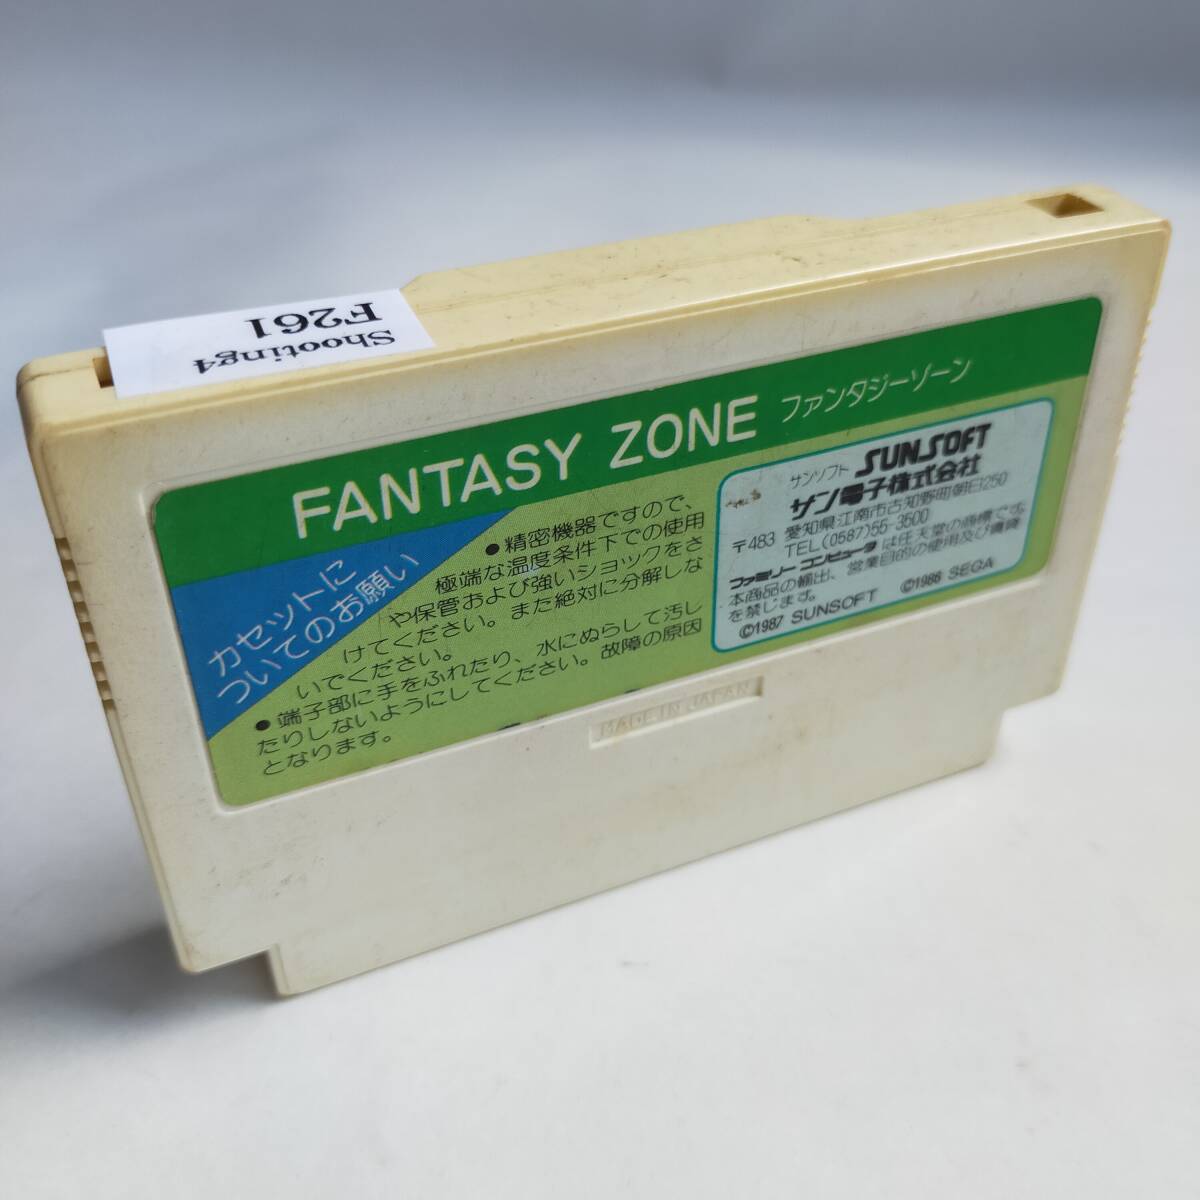 Shooting4
F261
FANTASY ZONE ファンタジーゾーン
カセットに
ついてのお願い
●精密機器ですので、
極端な温度条件下での使用
や保管および強いショックをさ
けてください。また絶対に分解しな
いでください。
●端子部に手をふれたり、水にぬらして汚し
たりしないようにしてください。故障の原因
となります。
サンソフト SUNSOFT
サン電子株式会社
〒483 愛知県江南市古知野町朝日250
TEL(0587)55-3500
ファミリーコンピュータは任天堂の商標です。
本商品の輸出、営業目的の使用及び賃貸
を禁じます。
©1987 SUNSOFT ©1986 SEGA
MADE IN JAPAN